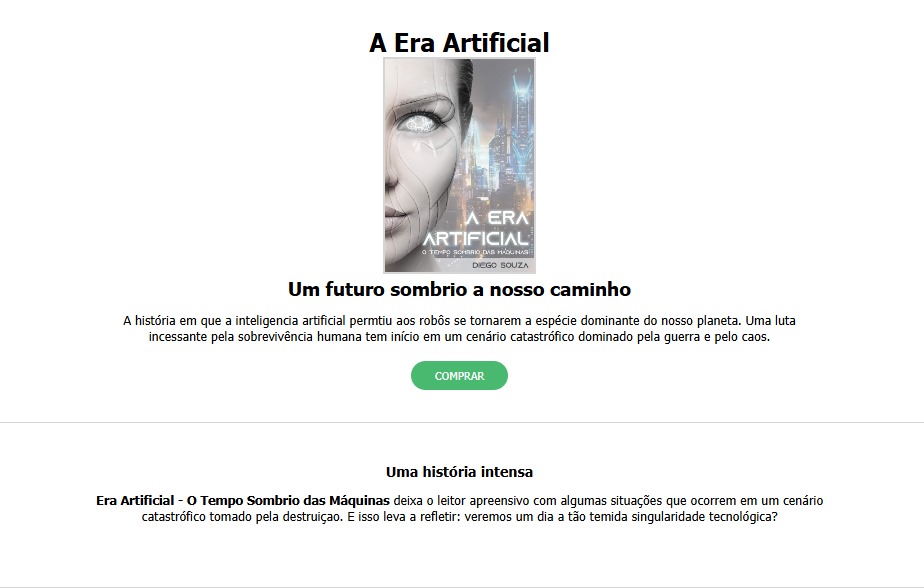 A Era Artificial
A ERA
ARTIFICIAL
O TEMPO SOMBRIO DAS MÁQUINAS
DIEGO SOUZA
Um futuro sombrio a nosso caminho
A história em que a inteligencia artificial permtiu aos robôs se tornarem a espécie dominante do nosso planeta. Uma luta
incessante pela sobrevivência humana tem início em um cenário catastrófico dominado pela guerra e pelo caos.
COMPRAR
Uma história intensa
Era Artificial - O Tempo Sombrio das Máquinas deixa o leitor apreensivo com algumas situações que ocorrem em um cenário
catastrófico tomado pela destruiçao. E isso leva a refletir: veremos um dia a tão temida singularidade tecnológica?